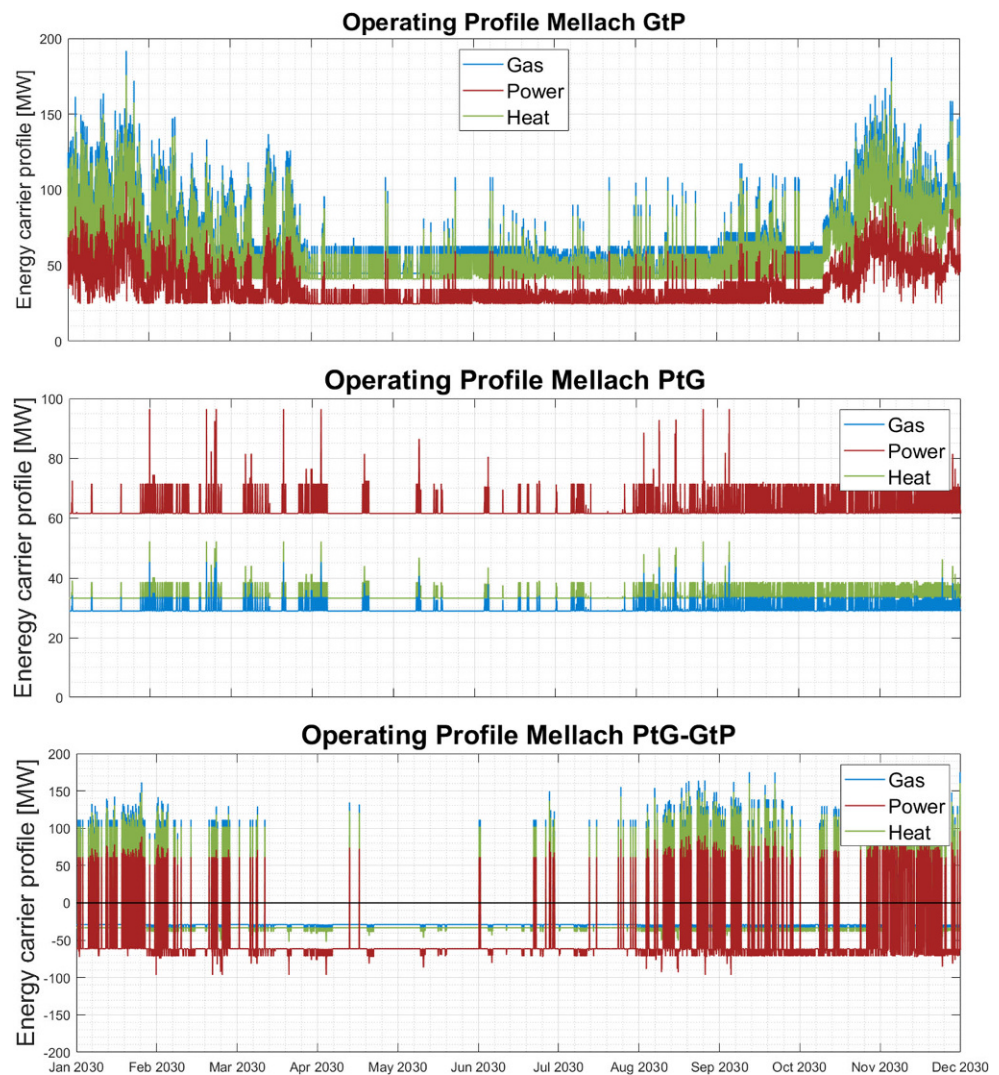 Operating Profile Mellach GtP
Energy carrier profile [MW]
200
150
100
50
0
Gas
Power
Heat
Operating Profile Mellach PtG
Eneregy carrier profile [MW]
100
80
60
40
20
0
Gas
Power
Heat
Operating Profile Mellach PtG-GtP
Energy carrier profile [MW]
200
150
100
50
0
-50
-100
-150
-200
Gas
Power
Heat
Jan 2030 Feb 2030 Mar 2030 Apr 2030 May 2030 Jun 2030 Jul 2030 Aug 2030 Sep 2030 Oct 2030 Nov 2030 Dec 2030